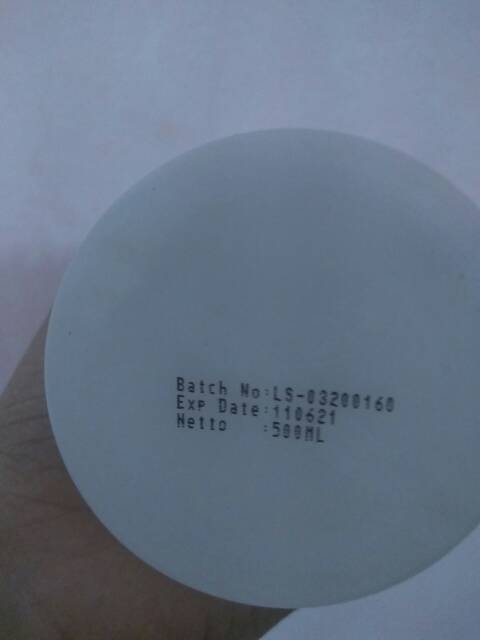 Batch No:LS-03200160
Exp Date:110621
Netto :500ML